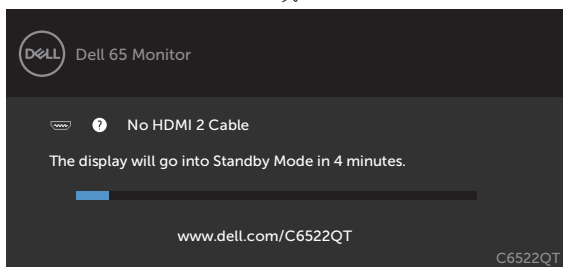 DELL
Dell 65 Monitor
? No HDMI 2 Cable
The display will go into Standby Mode in 4 minutes.
www.dell.com/C6522QT
C6522QT